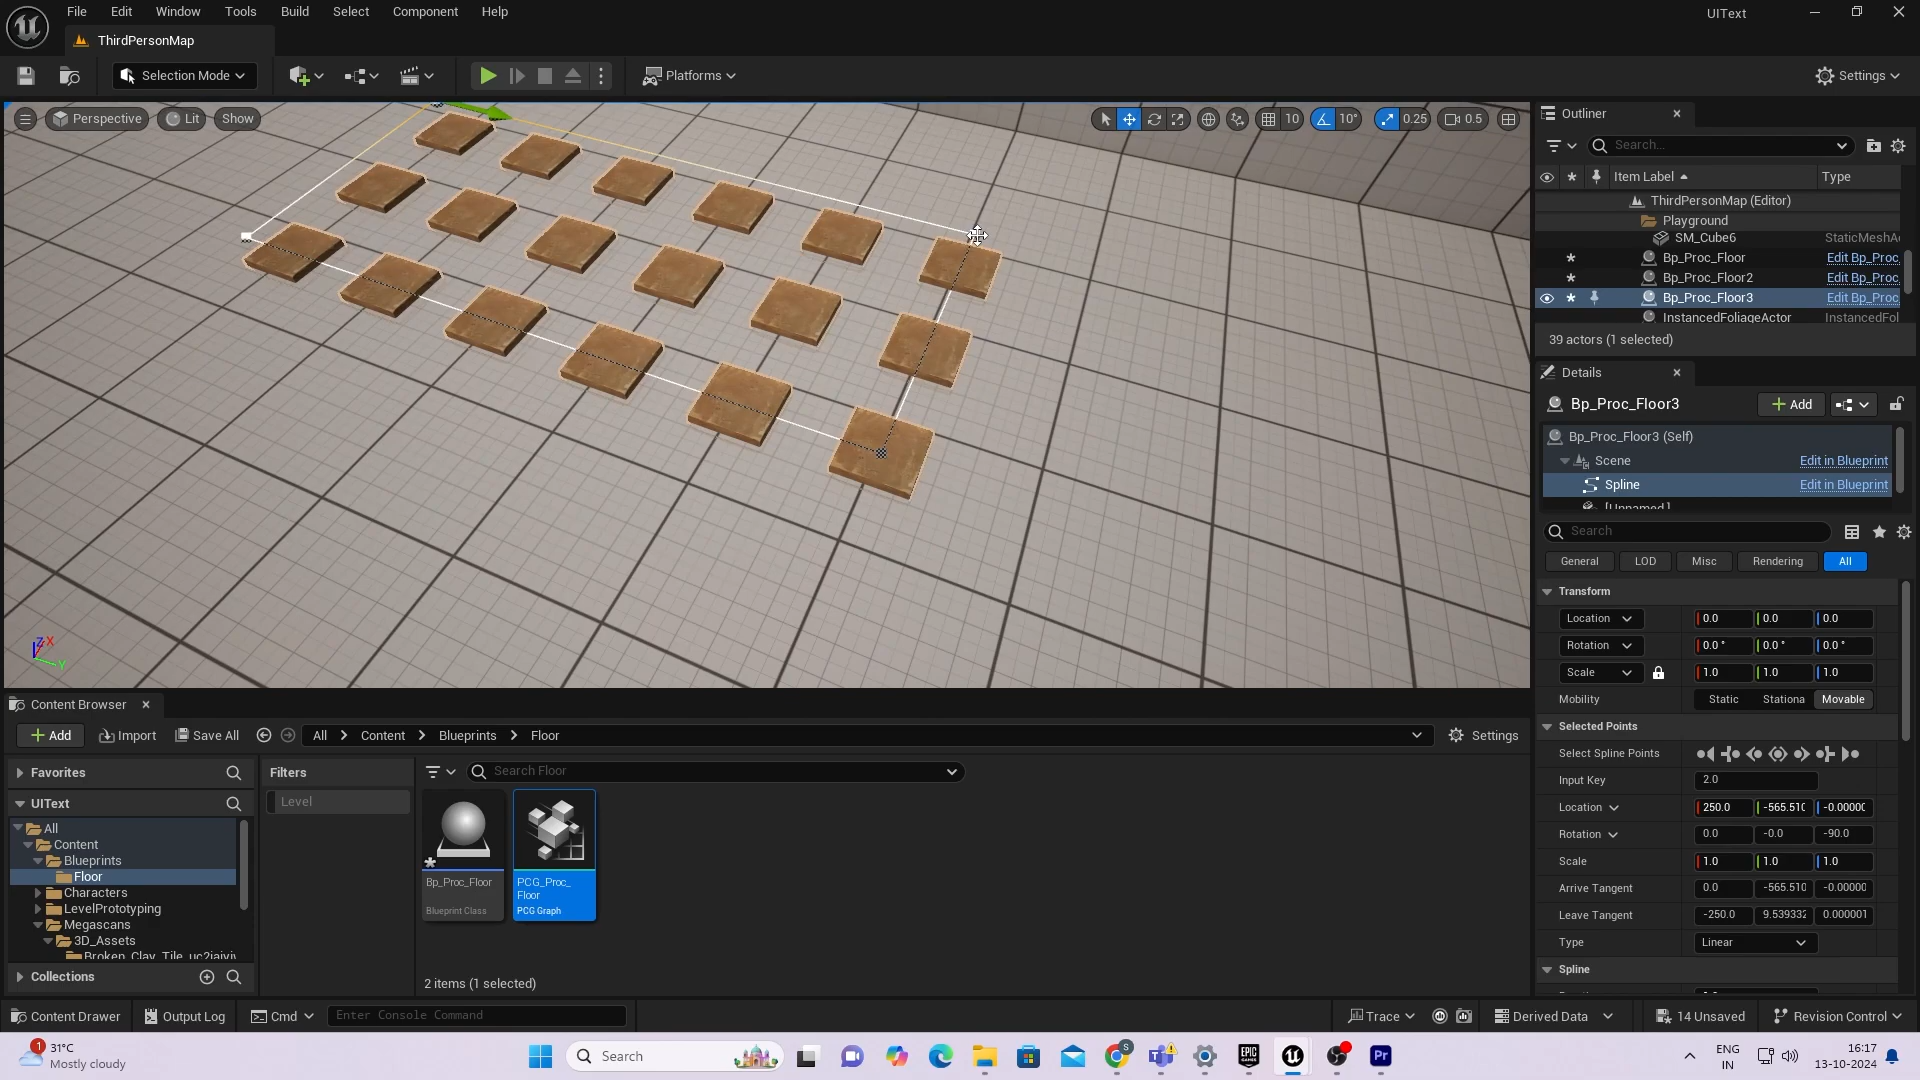 File Edit Window Tools Build Select Component Help
UIText
ThirdPersonMap
Selection Mode
Platforms
Settings
Perspective Lit Show
10 10° 0.25 0.5
Outliner
Search...
Item Label Type
ThirdPersonMap (Editor)
Playground
SM_Cube6 StaticMeshA
Bp_Proc_Floor Edit Bp_Proc_
Bp_Proc_Floor2 Edit Bp_Proc_
Bp_Proc_Floor3 Edit Bp_Proc_
InstancedFoliageActor InstancedFol
39 actors (1 selected)
Details
Bp_Proc_Floor3 Add
Bp_Proc_Floor3 (Self)
Scene Edit in Blueprint
Spline Edit in Blueprint
[Unnamed]
Search
General LOD Misc Rendering All
Transform
Location 0.0 0.0 0.0
Rotation 0.0 ° 0.0 ° 0.0 °
Scale 1.0 1.0 1.0
Mobility Static Stationa Movable
Selected Points
Select Spline Points
Input Key 2.0
Location 250.0 -565.510 -0.0000
Rotation 0.0 -0.0 -90.0
Scale 1.0 1.0 1.0
Arrive Tangent 0.0 -565.510 -0.00000
Leave Tangent -250.0 9.539332 0.000001
Type Linear
Spline
Z X
Y
Content Browser
Add Import Save All All Content Blueprints Floor Settings
Favorites
UIText
All
Content
Blueprints
Floor
Characters
LevelPrototyping
Megascans
3D_Assets
Broken_Clay_Tile_uc2iaiviv
Collections
Filters
Level
Search Floor
Bp_Proc_Floor
Blueprint Class
PCG_Proc_
Floor
PCG Graph
2 items (1 selected)
Content Drawer Output Log Cmd Enter Console Command Trace Derived Data 14 Unsaved Revision Control
1
31°C
Mostly cloudy
Search
S
Pr
ENG
IN
16:17
13-10-2024